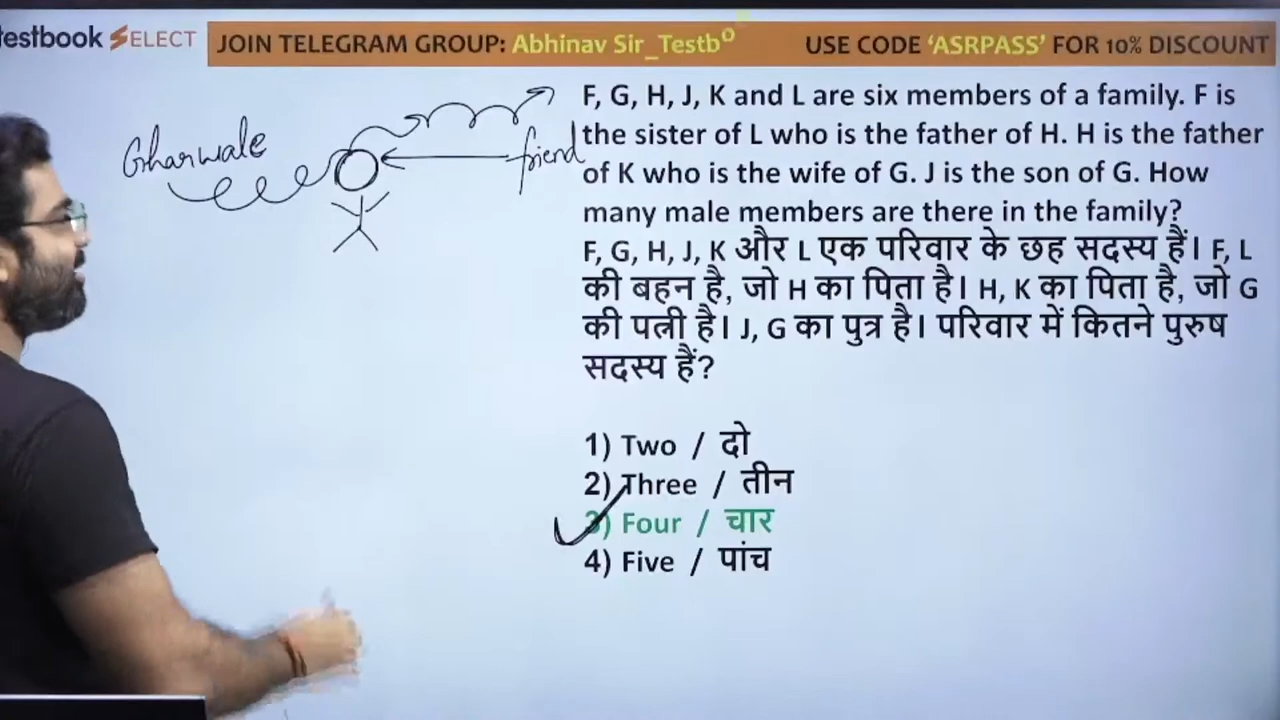 testbook SELECT
JOIN TELEGRAM GROUP: Abhinav Sir_Testb
USE CODE ‘ASRPASS’ FOR 10% DISCOUNT
Gharwale
friend
F, G, H, J, K and L are six members of a family. F is
the sister of L who is the father of H. H is the father
of K who is the wife of G. J is the son of G. How
many male members are there in the family?
F, G, H, J, K और L एक परिवार के छह सदस्य हैं। F, L
की बहन है, जो H का पिता है। H, K का पिता है, जो G
की पत्नी है। J, G का पुत्र है। परिवार में कितने पुरुष
सदस्य हैं?
1) Two / दो
2) Three / तीन
3) Four / चार
4) Five / पांच